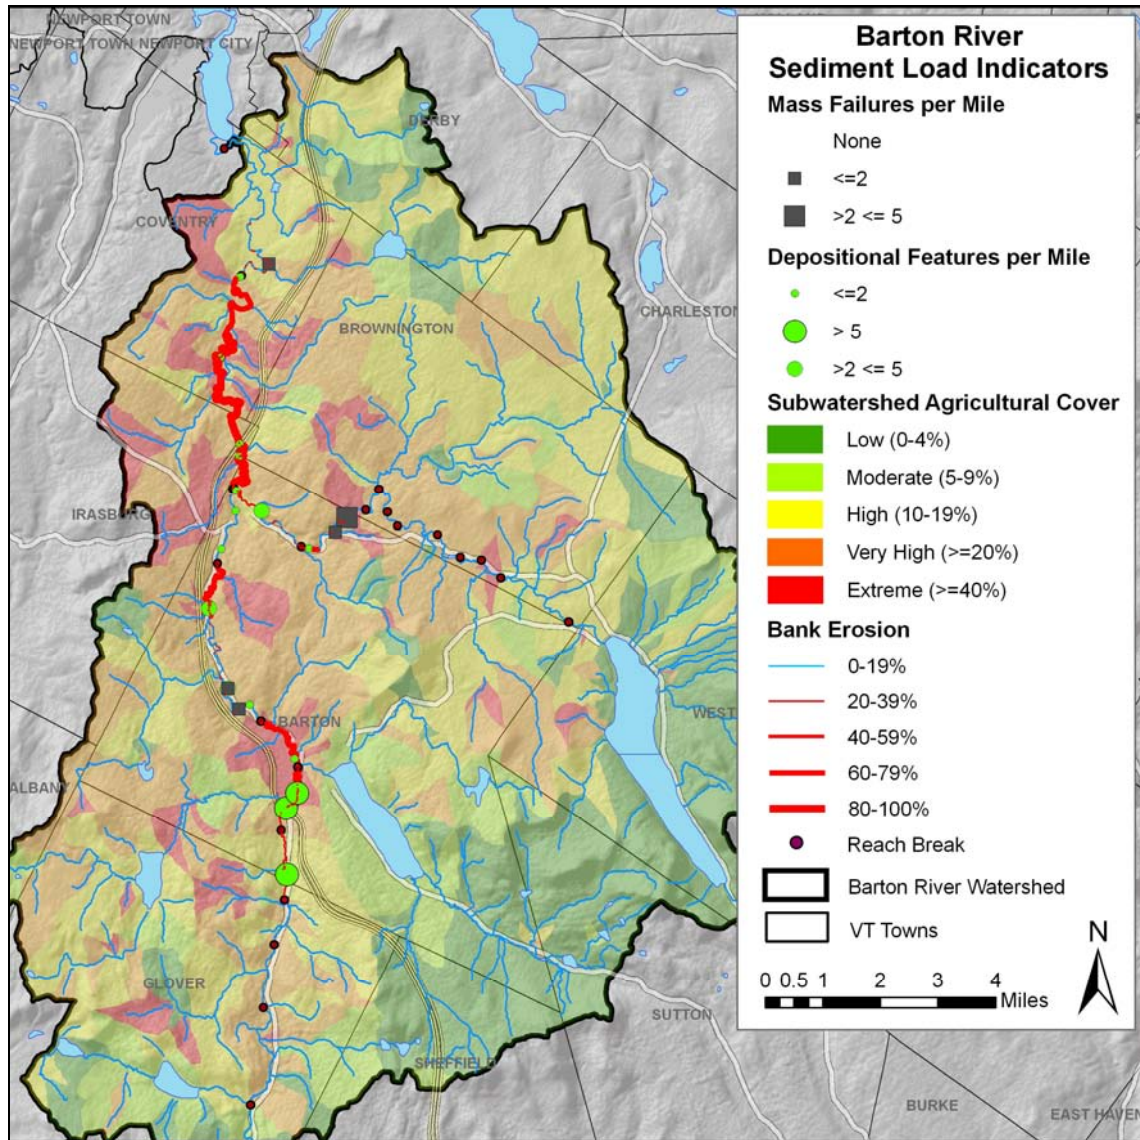 NEWPORT TOWN
NEWPORT TOWN NEWPORT CITY
DERBY
COVENTRY
CHARLESTON
BROWNINGTON
IRASBURG
BARTON
WEST
ALBANY
GLOVER
SHEFFIELD
SUTTON
BURKE
EAST HAVEN
Barton River
Sediment Load Indicators
Mass Failures per Mile
None
<=2
>2 <= 5
Depositional Features per Mile
<=2
> 5
>2 <= 5
Subwatershed Agricultural Cover
Low (0-4%)
Moderate (5-9%)
High (10-19%)
Very High (>=20%)
Extreme (>=40%)
Bank Erosion
0-19%
20-39%
40-59%
60-79%
80-100%
Reach Break
Barton River Watershed
VT Towns
N
0 0.5 1 2 3 4
Miles